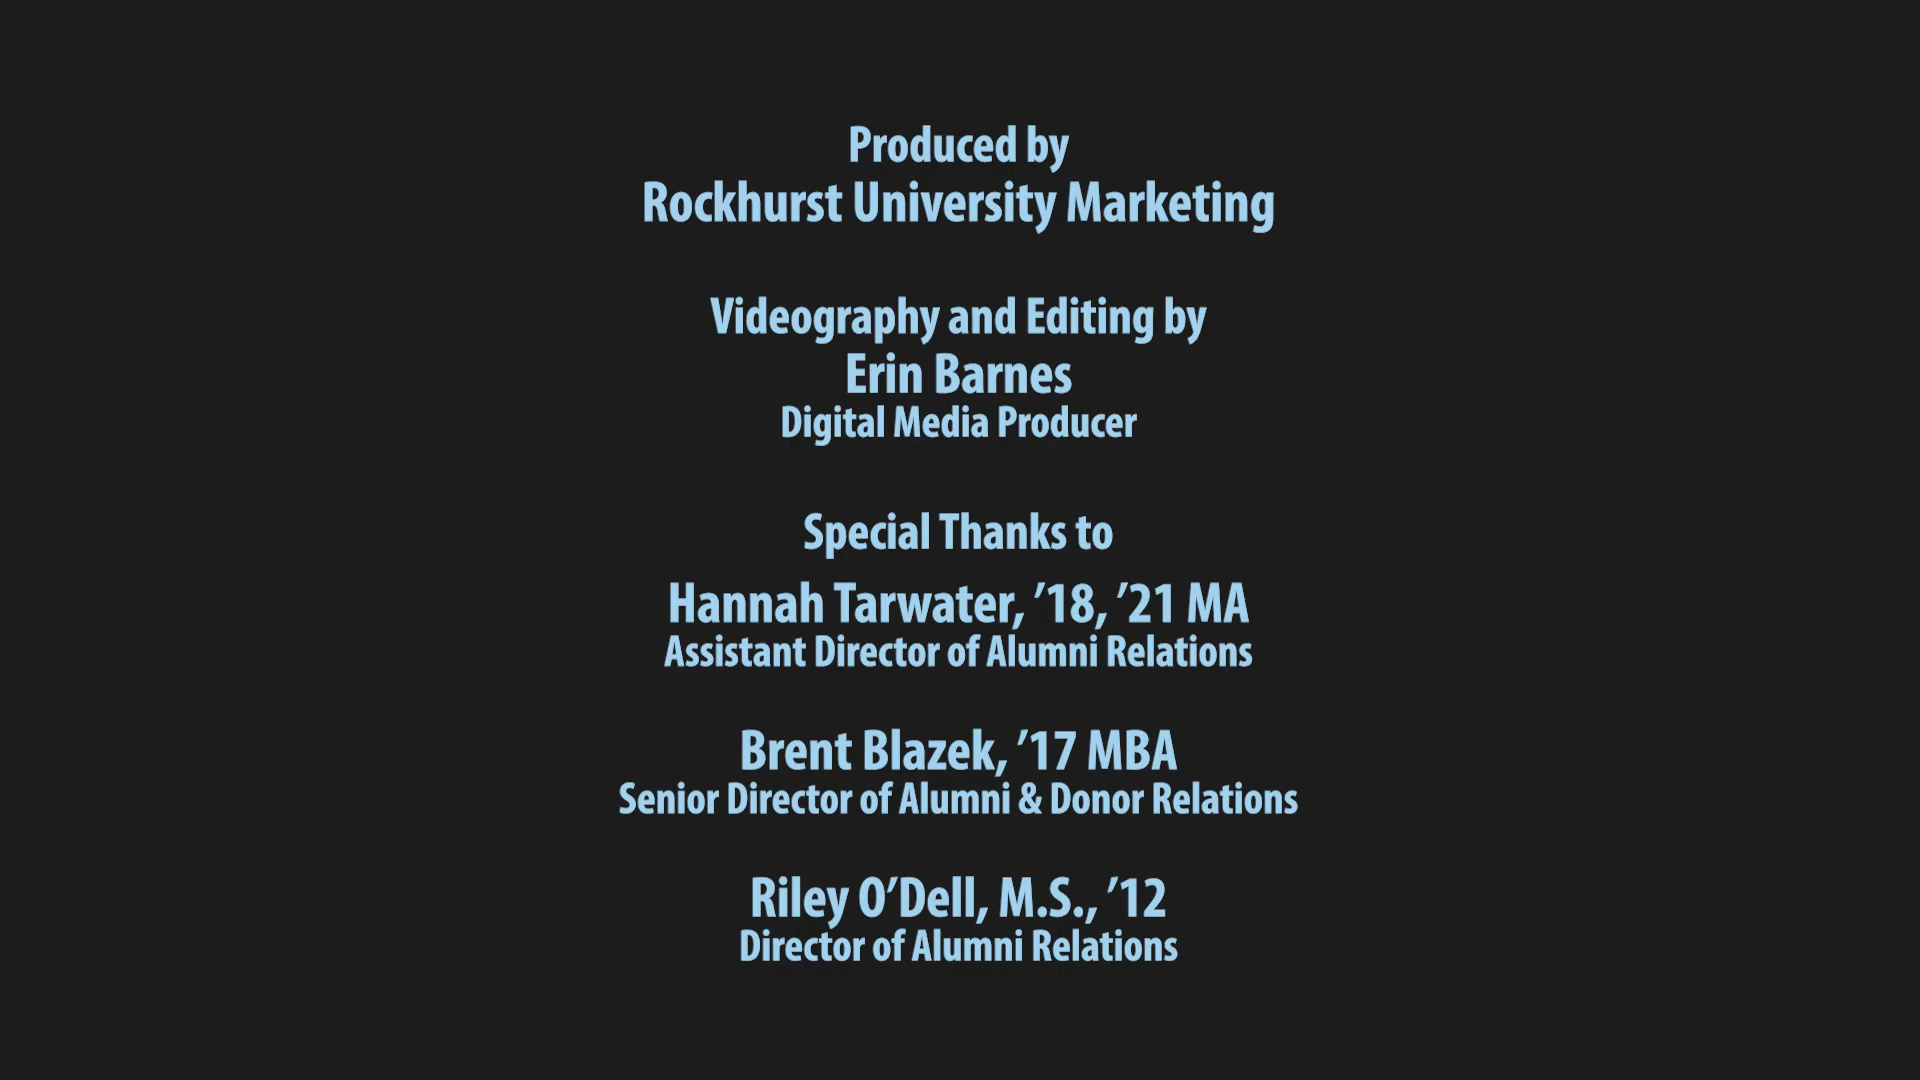 Produced by
Rockhurst University Marketing
Videography and Editing by
Erin Barnes
Digital Media Producer
Special Thanks to
Hannah Tarwater, ’18, ’21 MA
Assistant Director of Alumni Relations
Brent Blazek, ’17 MBA
Senior Director of Alumni & Donor Relations
Riley O’Dell, M.S., ’12
Director of Alumni Relations